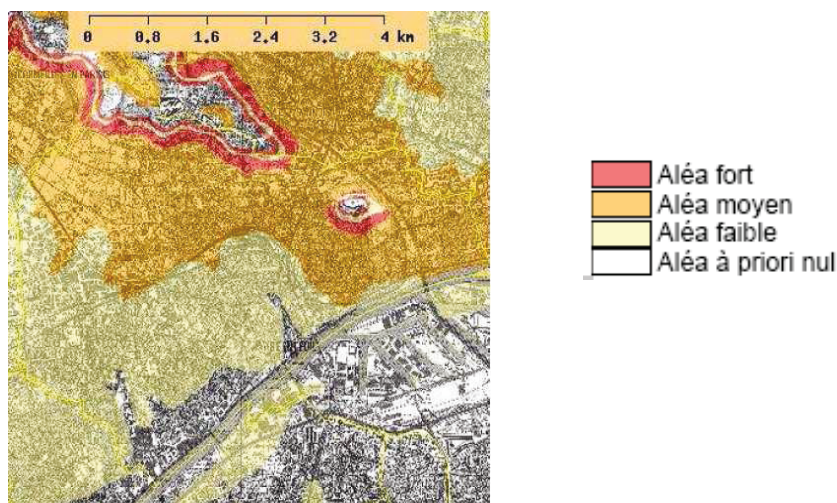 0 0.8 1.6 2.4 3.2 4 km
Aléa fort
Aléa moyen
Aléa faible
Aléa à priori nul